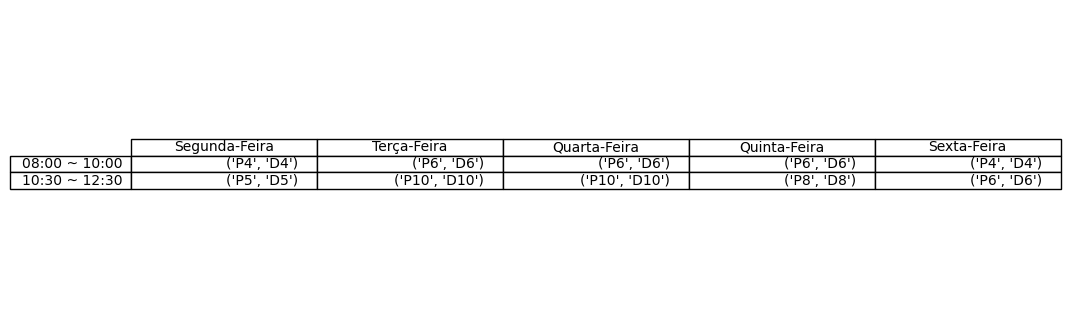 Segunda-Feira Terça-Feira Quarta-Feira Quinta-Feira Sexta-Feira
08:00 ~ 10:00 ('P4', 'D4') ('P6', 'D6') ('P6', 'D6') ('P6', 'D6') ('P4', 'D4')
10:30 ~ 12:30 ('P5', 'D5') ('P10', 'D10') ('P10', 'D10') ('P8', 'D8') ('P6', 'D6')